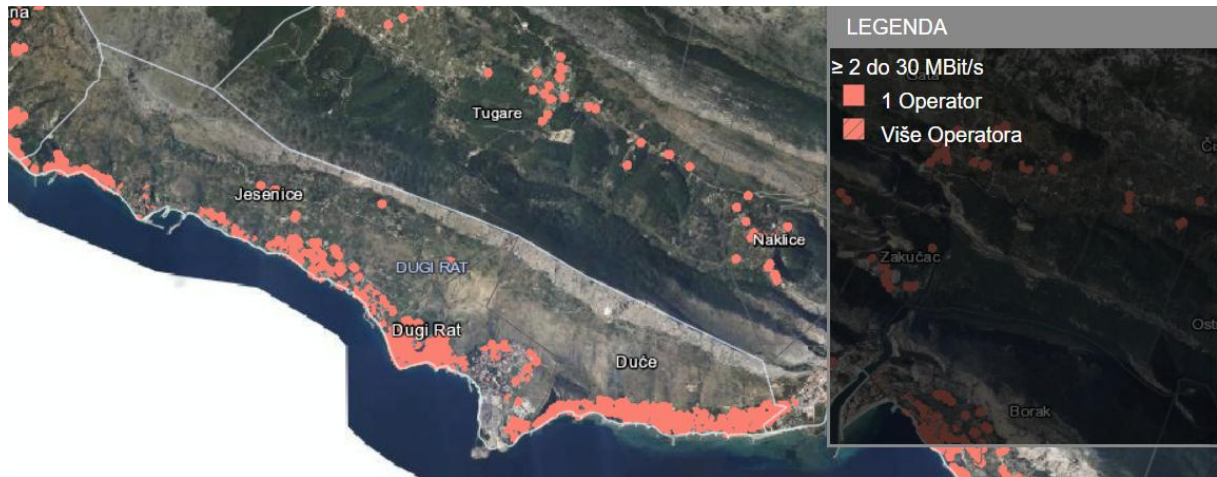 na
Tugare
Jesenice
DUGI RAT
Naklice
Dugi Rat
Duće
LEGENDA
≥ 2 do 30 MBit/s
1 Operator
Više Operatora
Gata
Zakučac
Borak